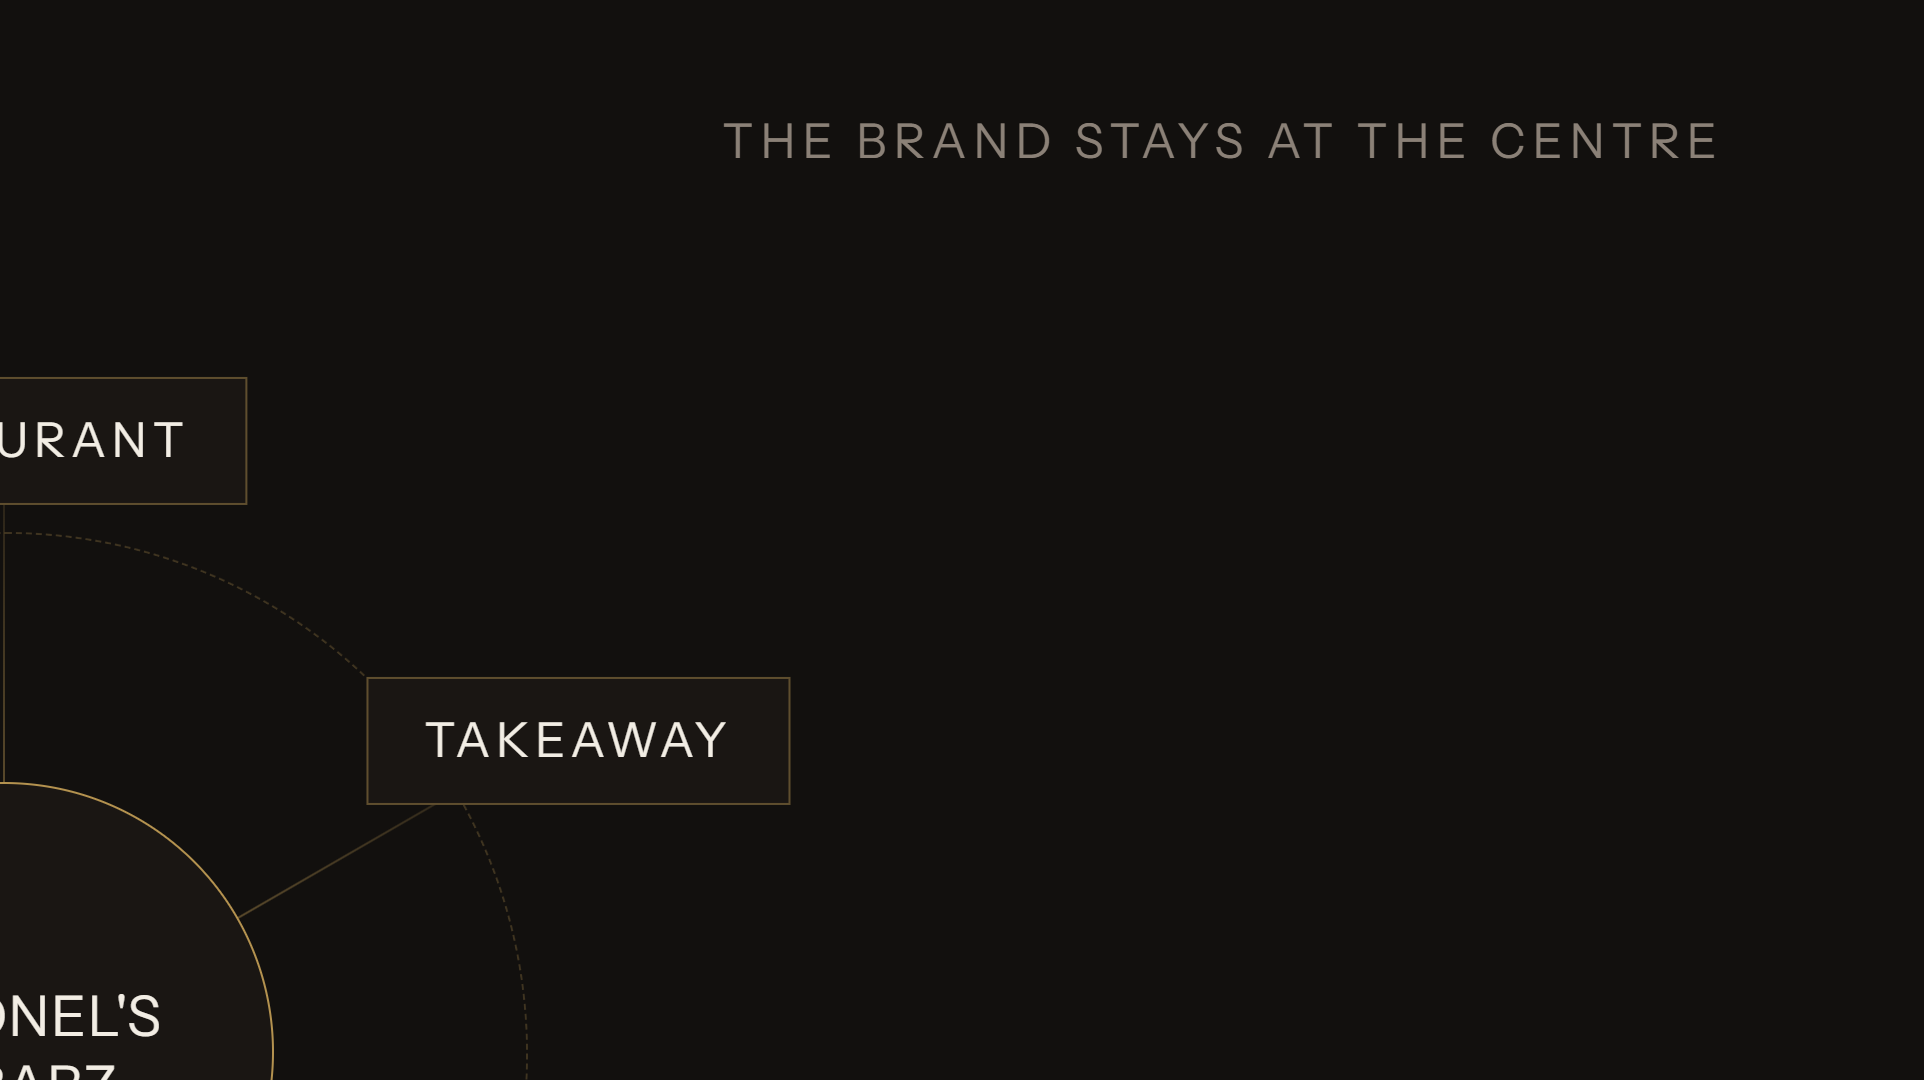 THE BRAND STAYS AT THE CENTRE
URANT
TAKEAWAY
ONEL'S